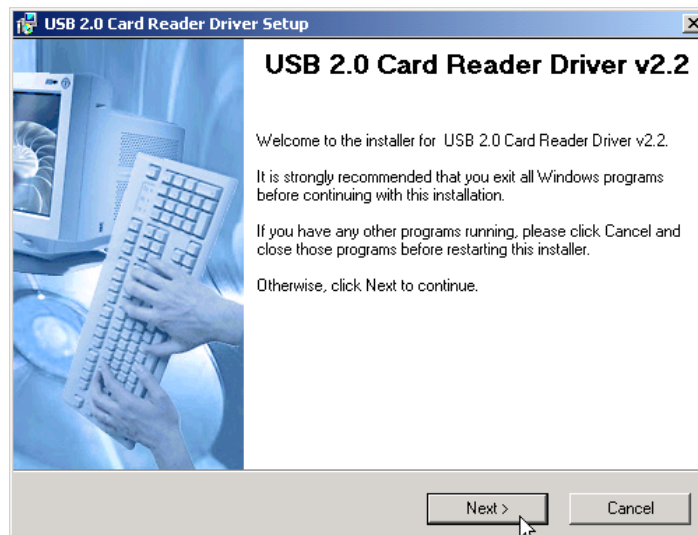 USB 2.0 Card Reader Driver Setup
USB 2.0 Card Reader Driver v2.2
Welcome to the installer for  USB 2.0 Card Reader Driver v2.2.
It is strongly recommended that you exit all Windows programs
before continuing with this installation.
If you have any other programs running, please click Cancel and
close those programs before restarting this installer.
Otherwise, click Next to continue.
Next >
Cancel